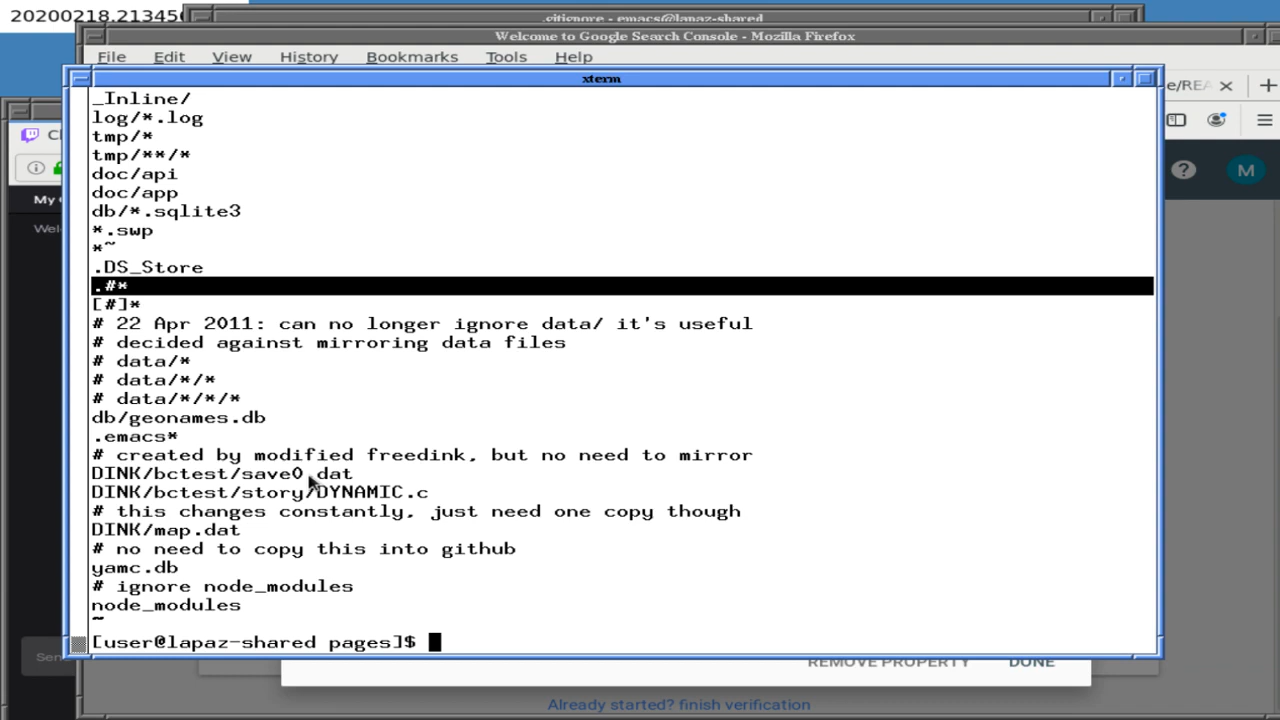 20200218.21345
.gitignore - emacs@lapaz-shared
Welcome to Google Search Console - Mozilla Firefox
File Edit View History Bookmarks Tools Help
xterm
e/REA
M
My
Wel
_Inline/
log/*.log
tmp/*
tmp/**/*
doc/api
doc/app
db/*.sqlite3
*.swp
*~
.DS_Store
.#*
[#]*
# 22 Apr 2011: can no longer ignore data/ it's useful
# decided against mirroring data files
# data/*
# data/*/*
# data/*/*/*
db/geonames.db
.emacs*
# created by modified freedink, but no need to mirror
DINK/bctest/save0.dat
DINK/bctest/story/DYNAMIC.c
# this changes constantly, just need one copy though
DINK/map.dat
# no need to copy this into github
yamc.db
# ignore node_modules
node_modules
~
[user@lapaz-shared pages]$
Sen
REMOVE PROPERTY DONE
Already started? finish verification